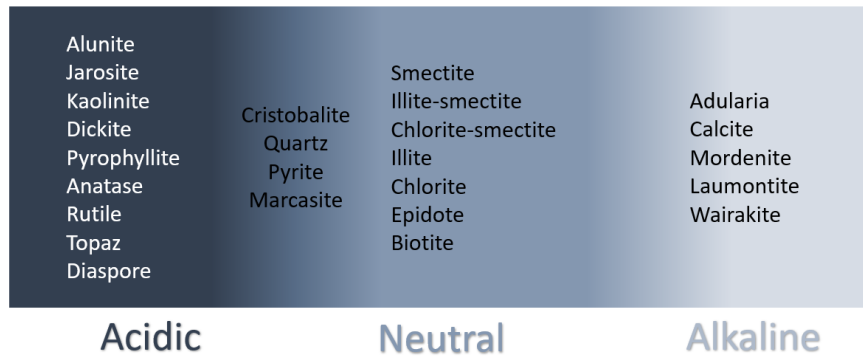 Alunite
Jarosite
Kaolinite
Dickite
Pyrophyllite
Anatase
Rutile
Topaz
Diaspore
Cristobalite
Quartz
Pyrite
Marcasite
Smectite
Illite-smectite
Chlorite-smectite
Illite
Chlorite
Epidote
Biotite
Adularia
Calcite
Mordenite
Laumontite
Wairakite
Acidic
Neutral
Alkaline